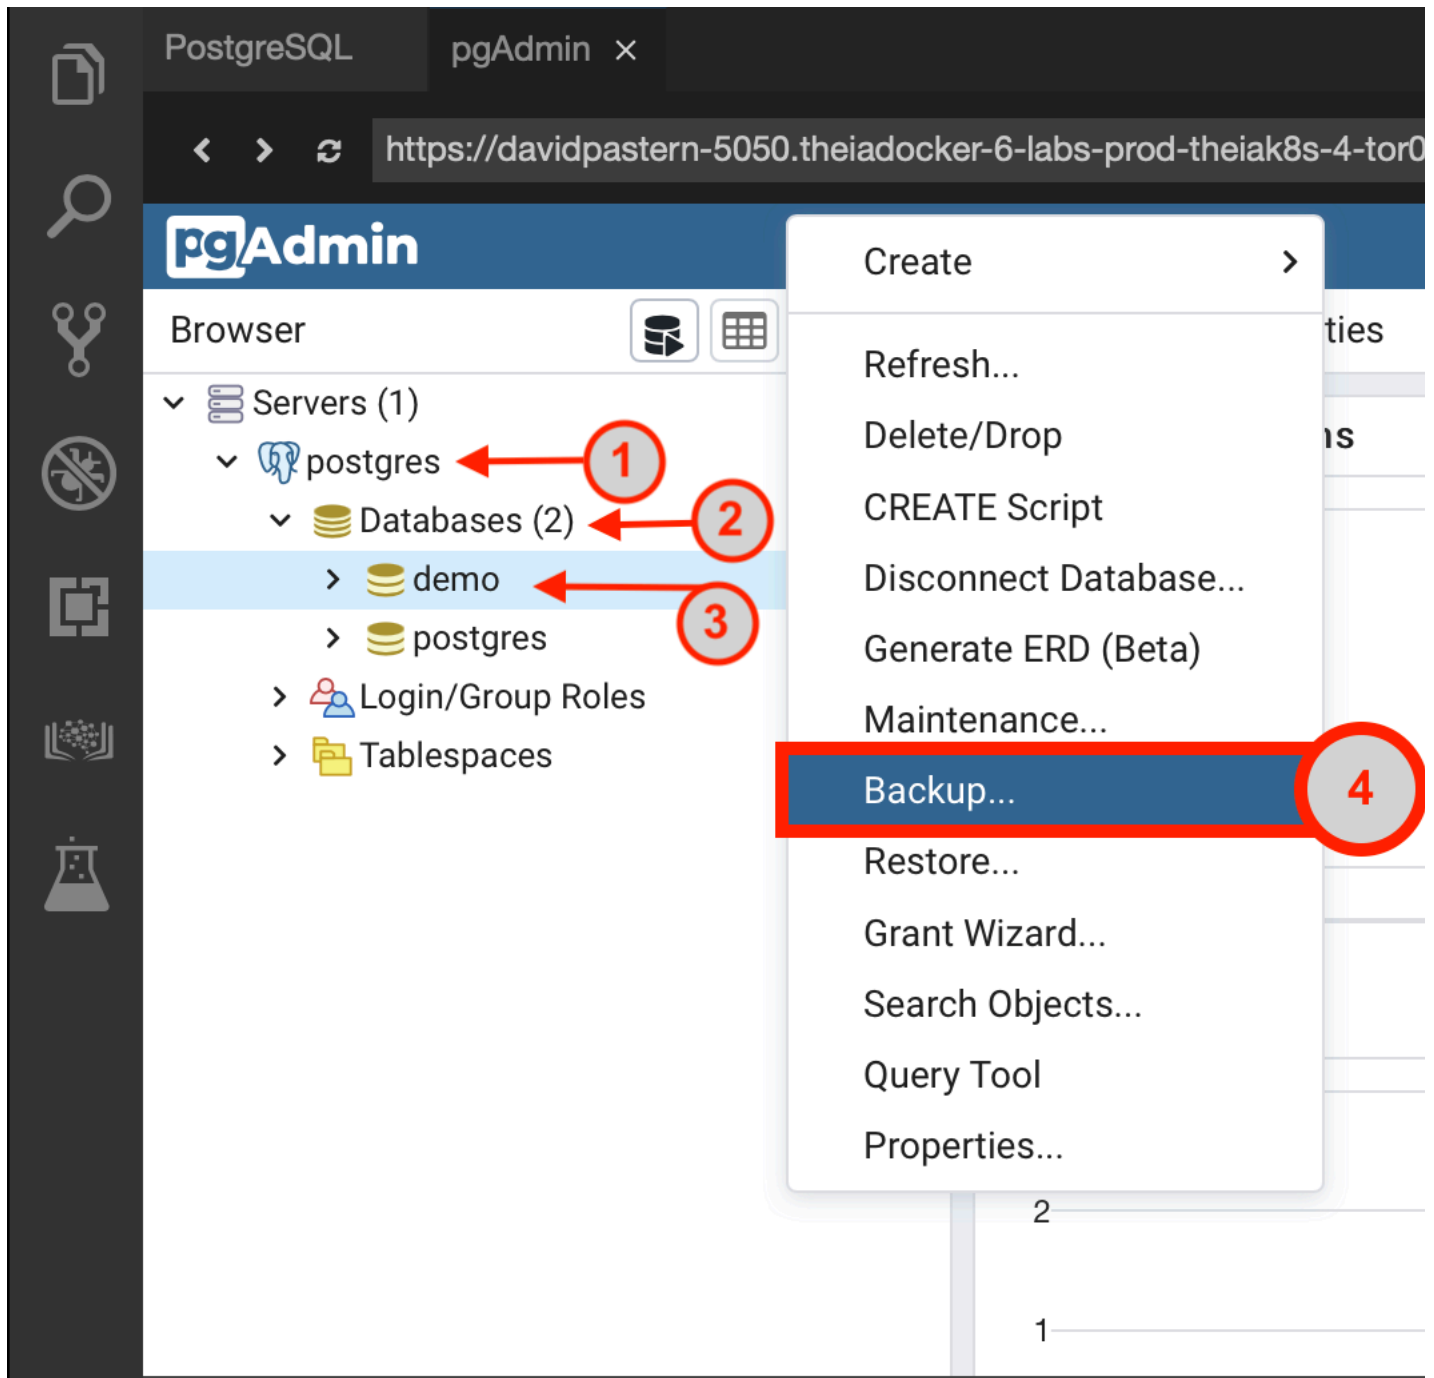 PostgreSQL
pgAdmin
https://davidpastern-5050.theiadocker-6-labs-prod-theiak8s-4-tor0
pgAdmin
Browser
Servers (1)
postgres
1
Databases (2)
2
demo
3
postgres
Login/Group Roles
Tablespaces
Create
Refresh...
Delete/Drop
CREATE Script
Disconnect Database...
Generate ERD (Beta)
Maintenance...
Backup...
4
Restore...
Grant Wizard...
Search Objects...
Query Tool
Properties...
ties
ns
2
1